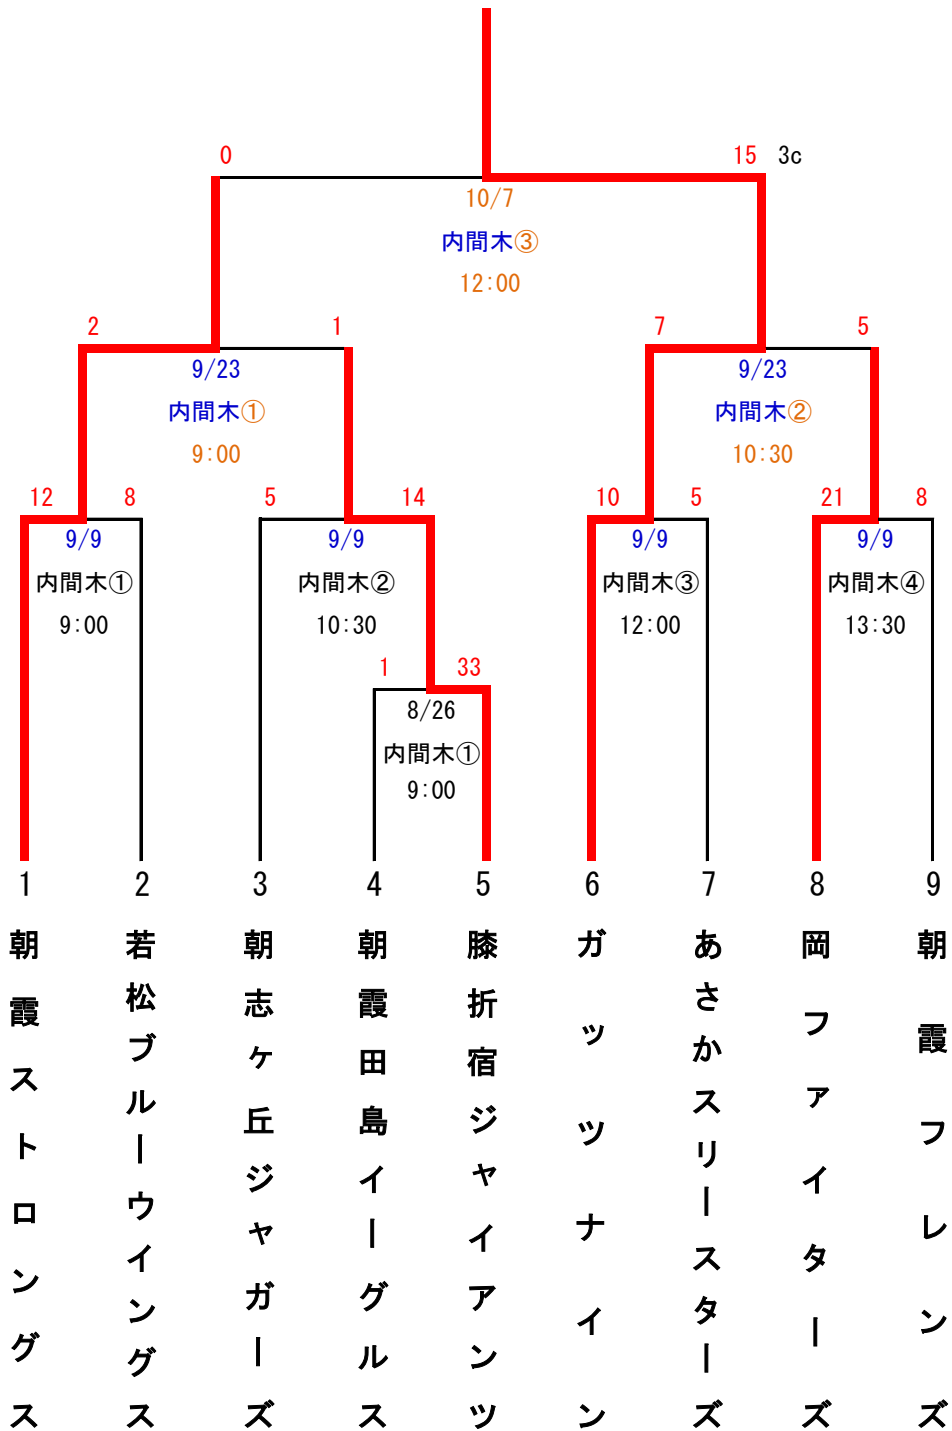 0 15 3c
10/7
内間木③
12:00
2 1 7 5
9/23 9/23
内間木① 内間木②
9:00 10:30
12 8 5 14 10 5 21 8
9/9 9/9 9/9 9/9
内間木① 内間木② 内間木③ 内間木④
9:00 10:30 12:00 13:30
1 33
8/26
内間木①
9:00
1 2 3 4 5 6 7 8 9
朝霞ストロングス
若松ブルーウイングス
朝志ヶ丘ジャガーズ
朝霞田島イーグルス
膝折宿ジャイアンツ
ガッツナイン
あさかスリースターズ
岡ファイターズ
朝霞フレンズ